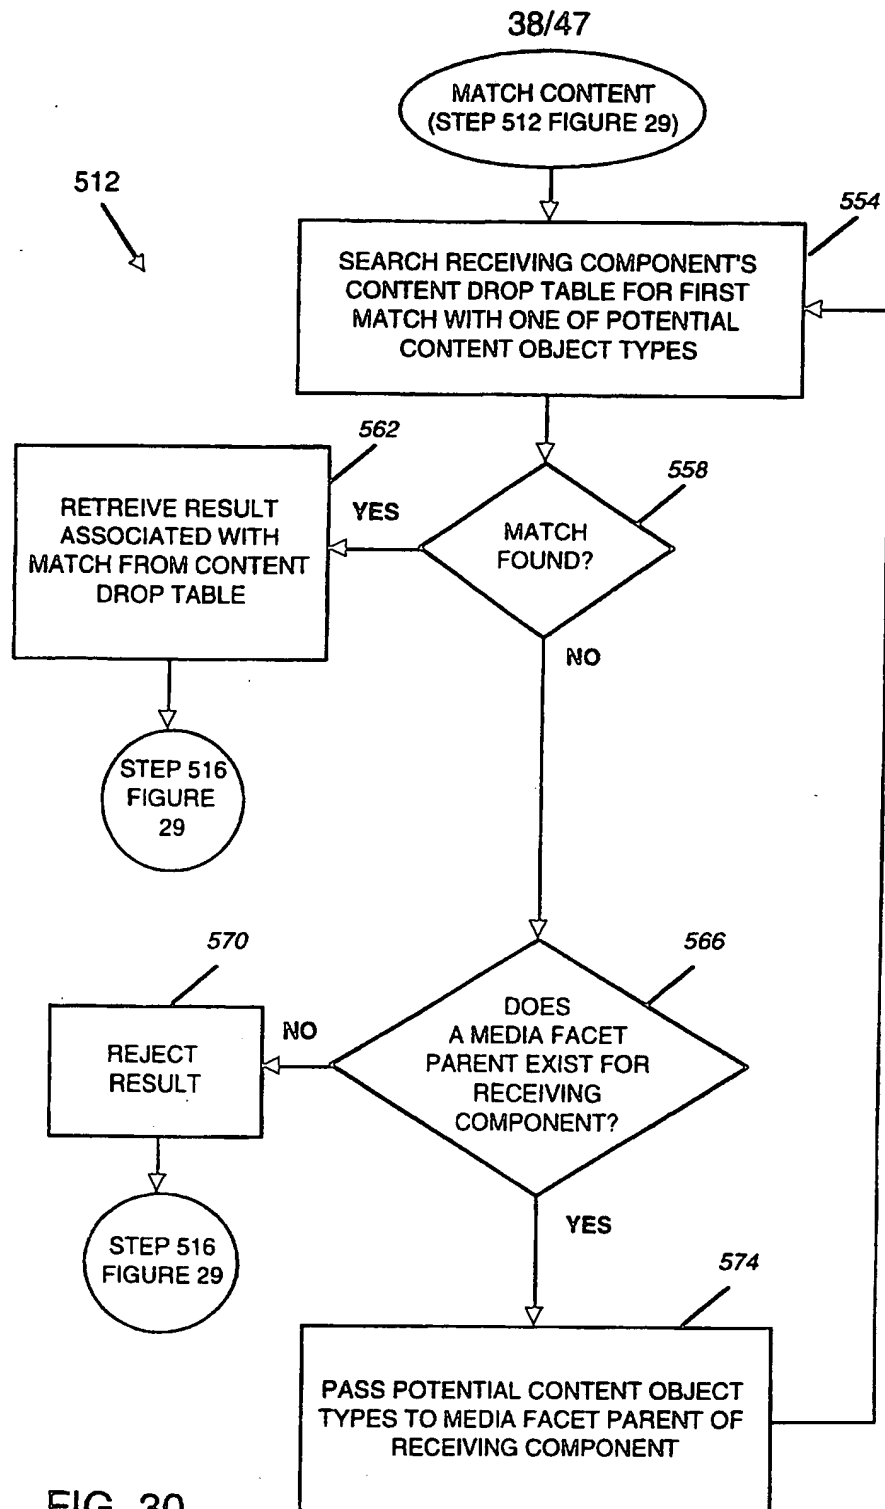 38/47
MATCH CONTENT
(STEP 512 FIGURE 29)
512
554
SEARCH RECEIVING COMPONENT'S
CONTENT DROP TABLE FOR FIRST
MATCH WITH ONE OF POTENTIAL
CONTENT OBJECT TYPES
562
558
RETREIVE RESULT
ASSOCIATED WITH
MATCH FROM CONTENT
DROP TABLE
YES
MATCH
FOUND?
NO
STEP 516
FIGURE
29
570
566
REJECT
RESULT
NO
DOES
A MEDIA FACET
PARENT EXIST FOR
RECEIVING
COMPONENT?
YES
STEP 516
FIGURE 29
574
PASS POTENTIAL CONTENT OBJECT
TYPES TO MEDIA FACET PARENT OF
RECEIVING COMPONENT
FIG. 30